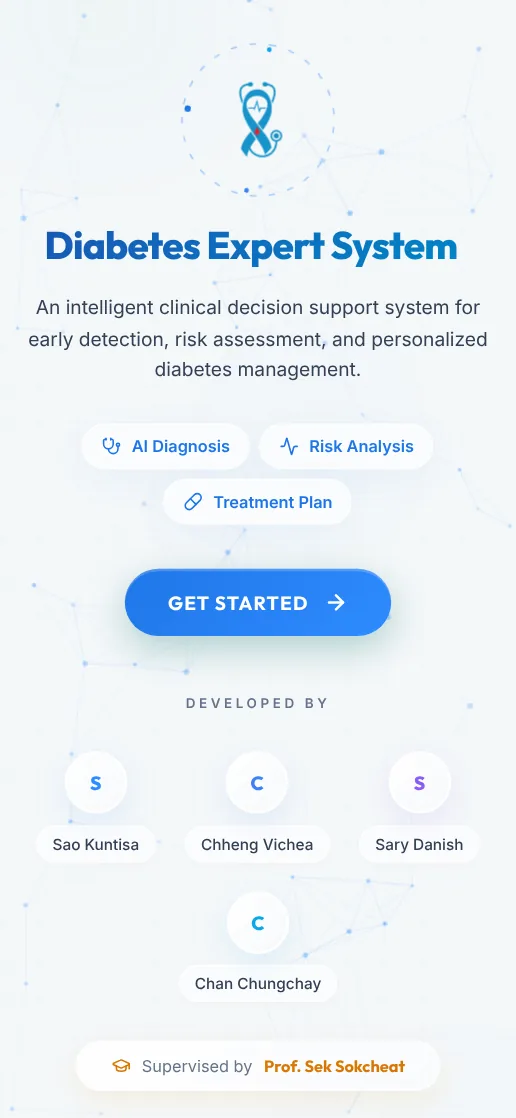 Diabetes Expert System
An intelligent clinical decision support system for
early detection, risk assessment, and personalized
diabetes management.
AI Diagnosis
Risk Analysis
Treatment Plan
GET STARTED
DEVELOPED BY
S
C
S
Sao Kuntisa
Chheng Vichea
Sary Danish
C
Chan Chungchay
Supervised by Prof. Sek Sokcheat